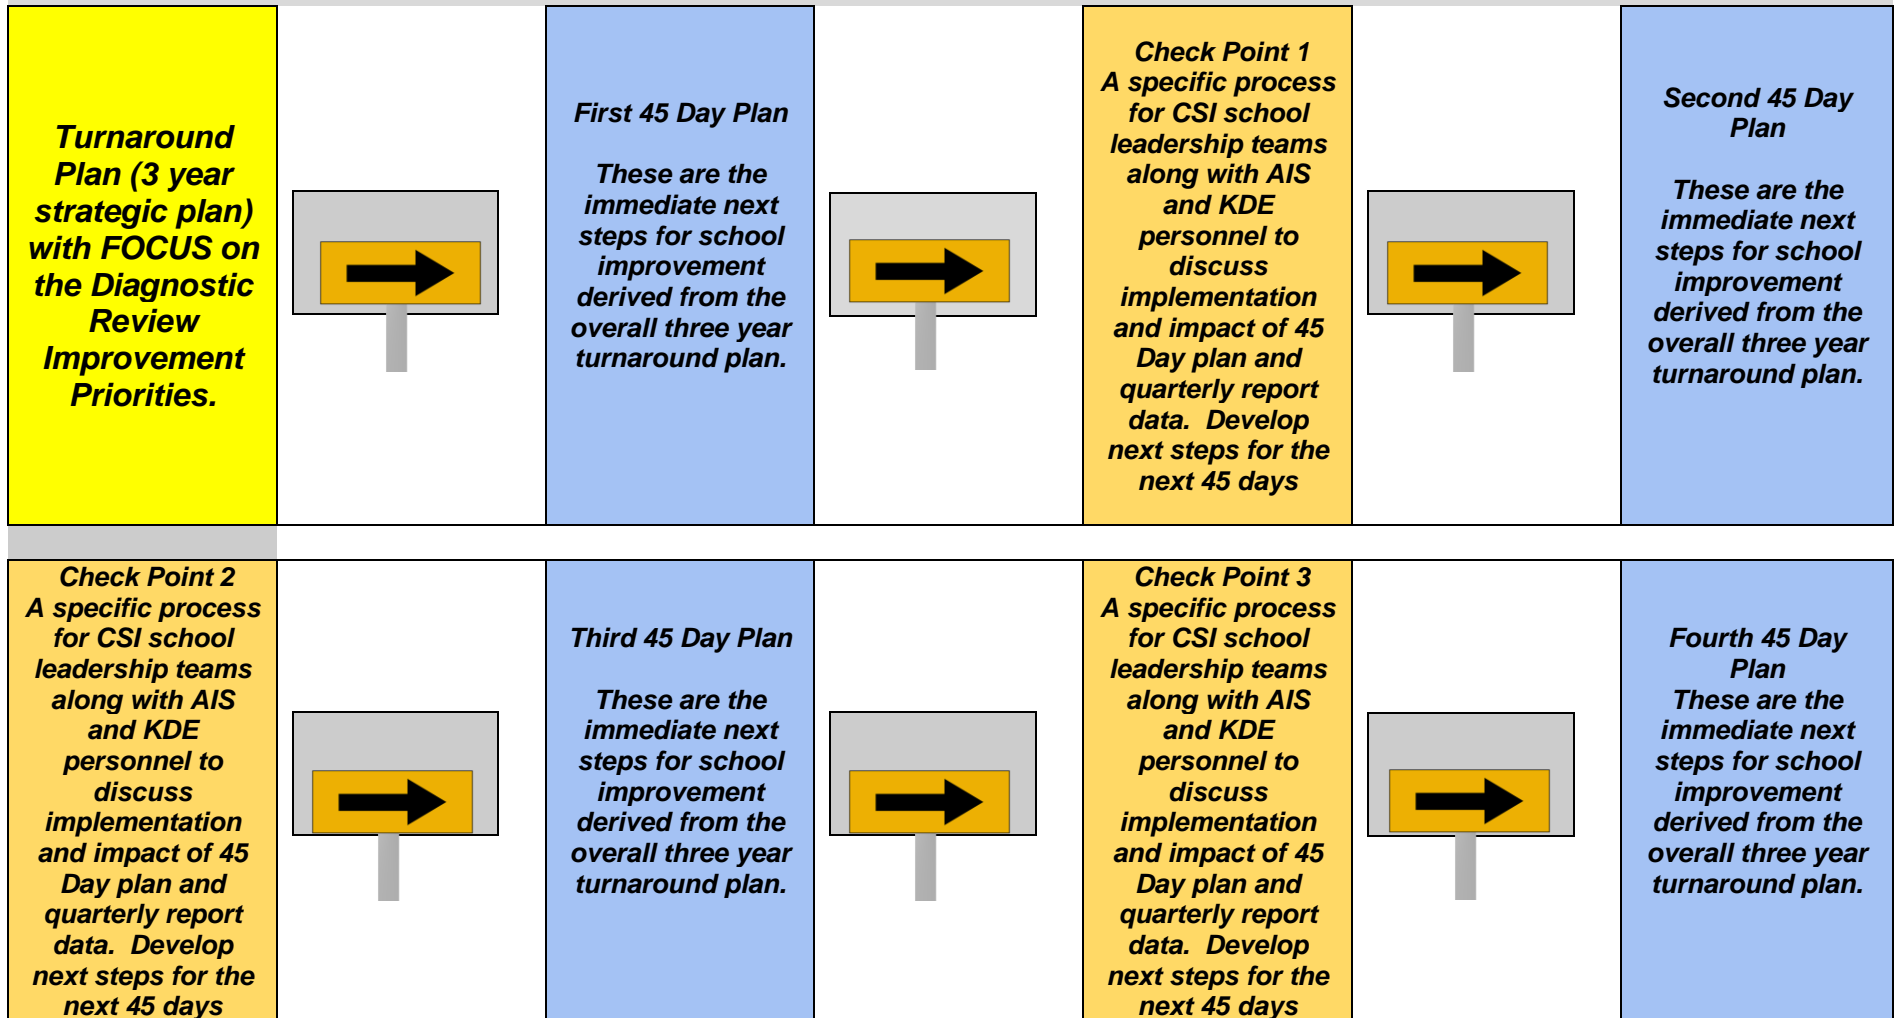 Turnaround
Plan (3 year
strategic plan)
with FOCUS on
the Diagnostic
Review
Improvement
Priorities.
First 45 Day Plan
These are the
immediate next
steps for school
improvement
derived from the
overall three year
turnaround plan.
Check Point 1
A specific process
for CSI school
leadership teams
along with AIS
and KDE
personnel to
discuss
implementation
and impact of 45
Day plan and
quarterly report
data.  Develop
next steps for the
next 45 days
Second 45 Day
Plan
These are the
immediate next
steps for school
improvement
derived from the
overall three year
turnaround plan.
Check Point 2
A specific process
for CSI school
leadership teams
along with AIS
and KDE
personnel to
discuss
implementation
and impact of 45
Day plan and
quarterly report
data.  Develop
next steps for the
next 45 days
Third 45 Day Plan
These are the
immediate next
steps for school
improvement
derived from the
overall three year
turnaround plan.
Check Point 3
A specific process
for CSI school
leadership teams
along with AIS
and KDE
personnel to
discuss
implementation
and impact of 45
Day plan and
quarterly report
data.  Develop
next steps for the
next 45 days
Fourth 45 Day
Plan
These are the
immediate next
steps for school
improvement
derived from the
overall three year
turnaround plan.